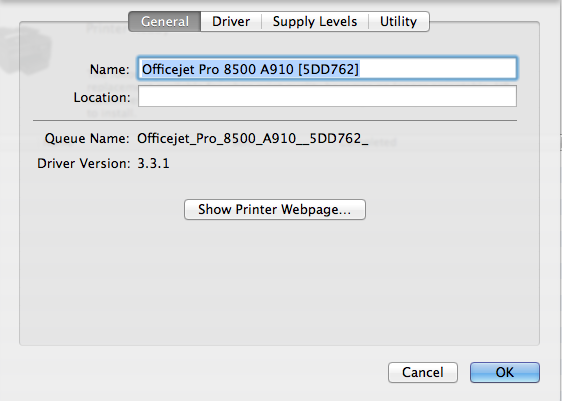 General Driver Supply Levels Utility
Name: Officejet Pro 8500 A910 [5DD762]
Location:
Queue Name: Officejet_Pro_8500_A910__5DD762_
Driver Version: 3.3.1
Show Printer Webpage...
Cancel OK